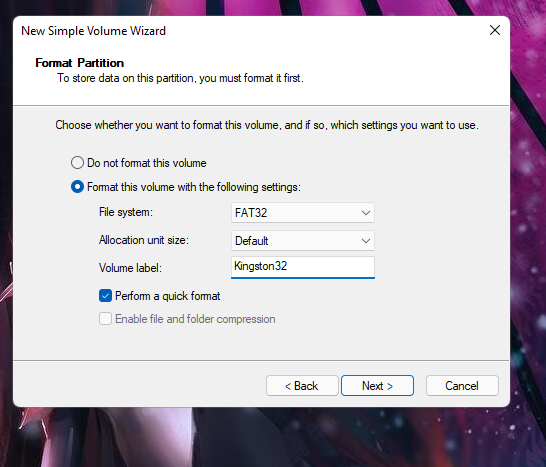 New Simple Volume Wizard
Format Partition
To store data on this partition, you must format it first.
Choose whether you want to format this volume, and if so, which settings you want to use.
Do not format this volume
Format this volume with the following settings:
File system: FAT32
Allocation unit size: Default
Volume label: Kingston32
Perform a quick format
Enable file and folder compression
< Back Next > Cancel